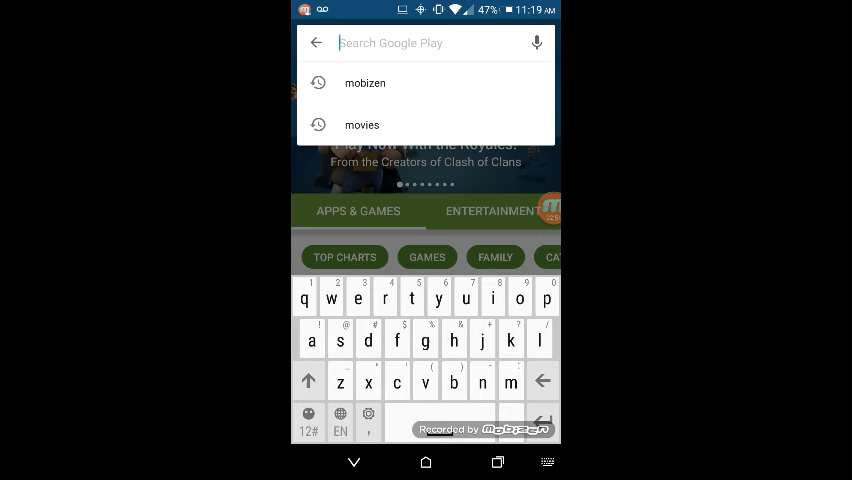 47% 11:19 AM
Search Google Play
mobizen
movies
Play Now With the Royales!
From the Creators of Clash of Clans
APPS & GAMES ENTERTAINMENT
TOP CHARTS GAMES FAMILY CA
1 2 3 4 5 6 7 8 9 0
q w e r t y u i o p
! @ # $ % & + ? /
a s d f g h j k l
z x c v b n m
12# EN ,
Recorded by mobizen